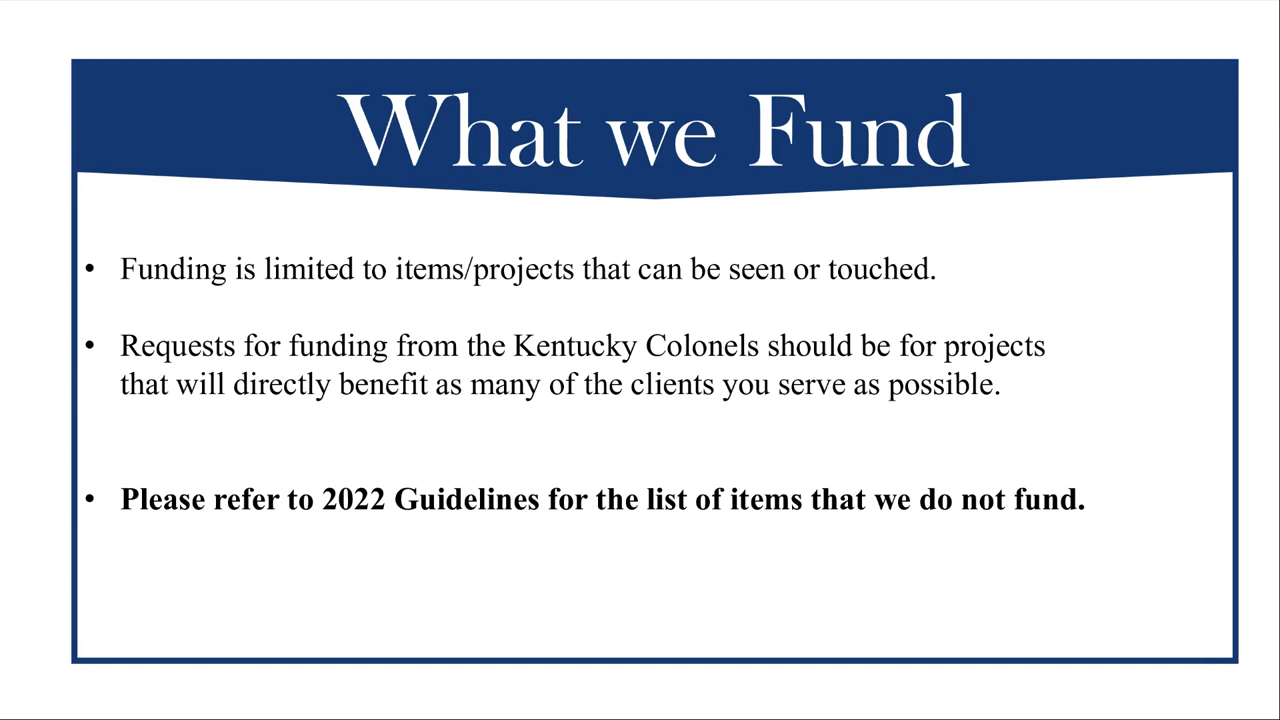 What we Fund
• Funding is limited to items/projects that can be seen or touched.
• Requests for funding from the Kentucky Colonels should be for projects
that will directly benefit as many of the clients you serve as possible.
• Please refer to 2022 Guidelines for the list of items that we do not fund.